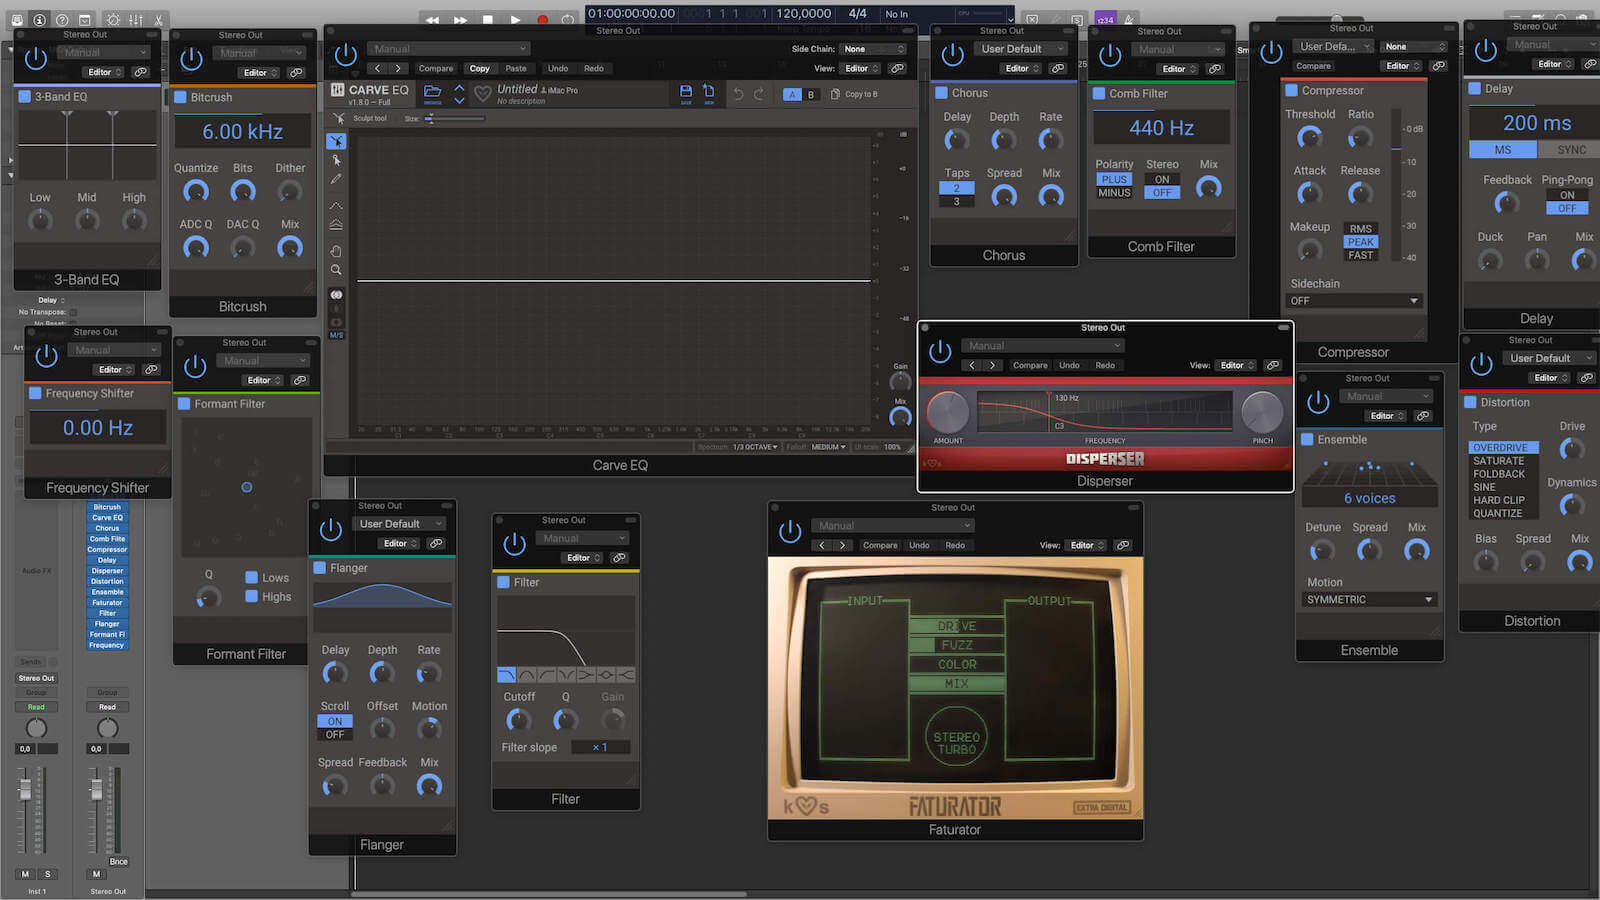 01:00:00:00.00
1 1 1 1
120,0000
4/4
No In
CPU
1234
Stereo Out
Manual
Editor
3-Band EQ
Low Mid High
3-Band EQ
Stereo Out
Manual
Editor
Bitcrush
6.00 kHz
Quantize Bits Dither
ADC Q DAC Q Mix
Bitcrush
Stereo Out
Manual
Side Chain: None
Compare Copy Paste Undo Redo
View: Editor
CARVE EQ
v1.8.0 – Full
Untitled iMac Pro
No description
A B Copy to B
Sculpt tool Size:
M/S
Gain
Mix
Spectrum: 1/3 OCTAVE Falloff: MEDIUM UI scale: 100%
Carve EQ
Stereo Out
User Default
Editor
Chorus
Delay Depth Rate
Taps Spread Mix
2
3
Chorus
Stereo Out
Manual
Editor
Comb Filter
440 Hz
Polarity Stereo Mix
PLUS ON
MINUS OFF
Comb Filter
Stereo Out
User Defa... None
Compare Editor
Compressor
Threshold Ratio
Attack Release
Makeup RMS
PEAK
FAST
0 dB
-10
-20
-30
-40
Sidechain
OFF
Compressor
Stereo Out
Manual
Editor
Delay
200 ms
MS SYNC
Feedback Ping-Pong
ON
OFF
Duck Pan Mix
Delay
Delay
No Transpose:
No Reset:
Stereo Out
Manual
Editor
Frequency Shifter
0.00 Hz
Frequency Shifter
Stereo Out
Manual
Editor
Formant Filter
Q Lows
Highs
Formant Filter
Stereo Out
Manual
Compare Undo Redo
View: Editor
130 Hz
C3
AMOUNT FREQUENCY PINCH
DISPERSER
Disperser
Stereo Out
Manual
Editor
Ensemble
6 voices
Detune Spread Mix
Motion
SYMMETRIC
Ensemble
Stereo Out
User Default
Editor
Distortion
Type Drive
OVERDRIVE
SATURATE
FOLDBACK
SINE
HARD CLIP
QUANTIZE
Dynamics
Bias Spread Mix
Distortion
Stereo Out
User Default
Editor
Flanger
Delay Depth Rate
Scroll Offset Motion
ON
OFF
Spread Feedback Mix
Flanger
Stereo Out
Manual
Editor
Filter
Cutoff Q Gain
Filter slope × 1
Filter
Stereo Out
Manual
Compare Undo Redo
View: Editor
INPUT OUTPUT
DRIVE
FUZZ
COLOR
MIX
STEREO
TURBO
k s FATURATOR EXTRA DIGITAL
Faturator
Audio FX
Bitcrush
Carve EQ
Chorus
Comb Filte
Compressor
Delay
Disperser
Distortion
Ensemble
Faturator
Filter
Flanger
Formant Fi
Frequency
Sends
Stereo Out
Group Group
Read Read
0,0 0,0
Bnce
M S M
Inst 1 Stereo Out